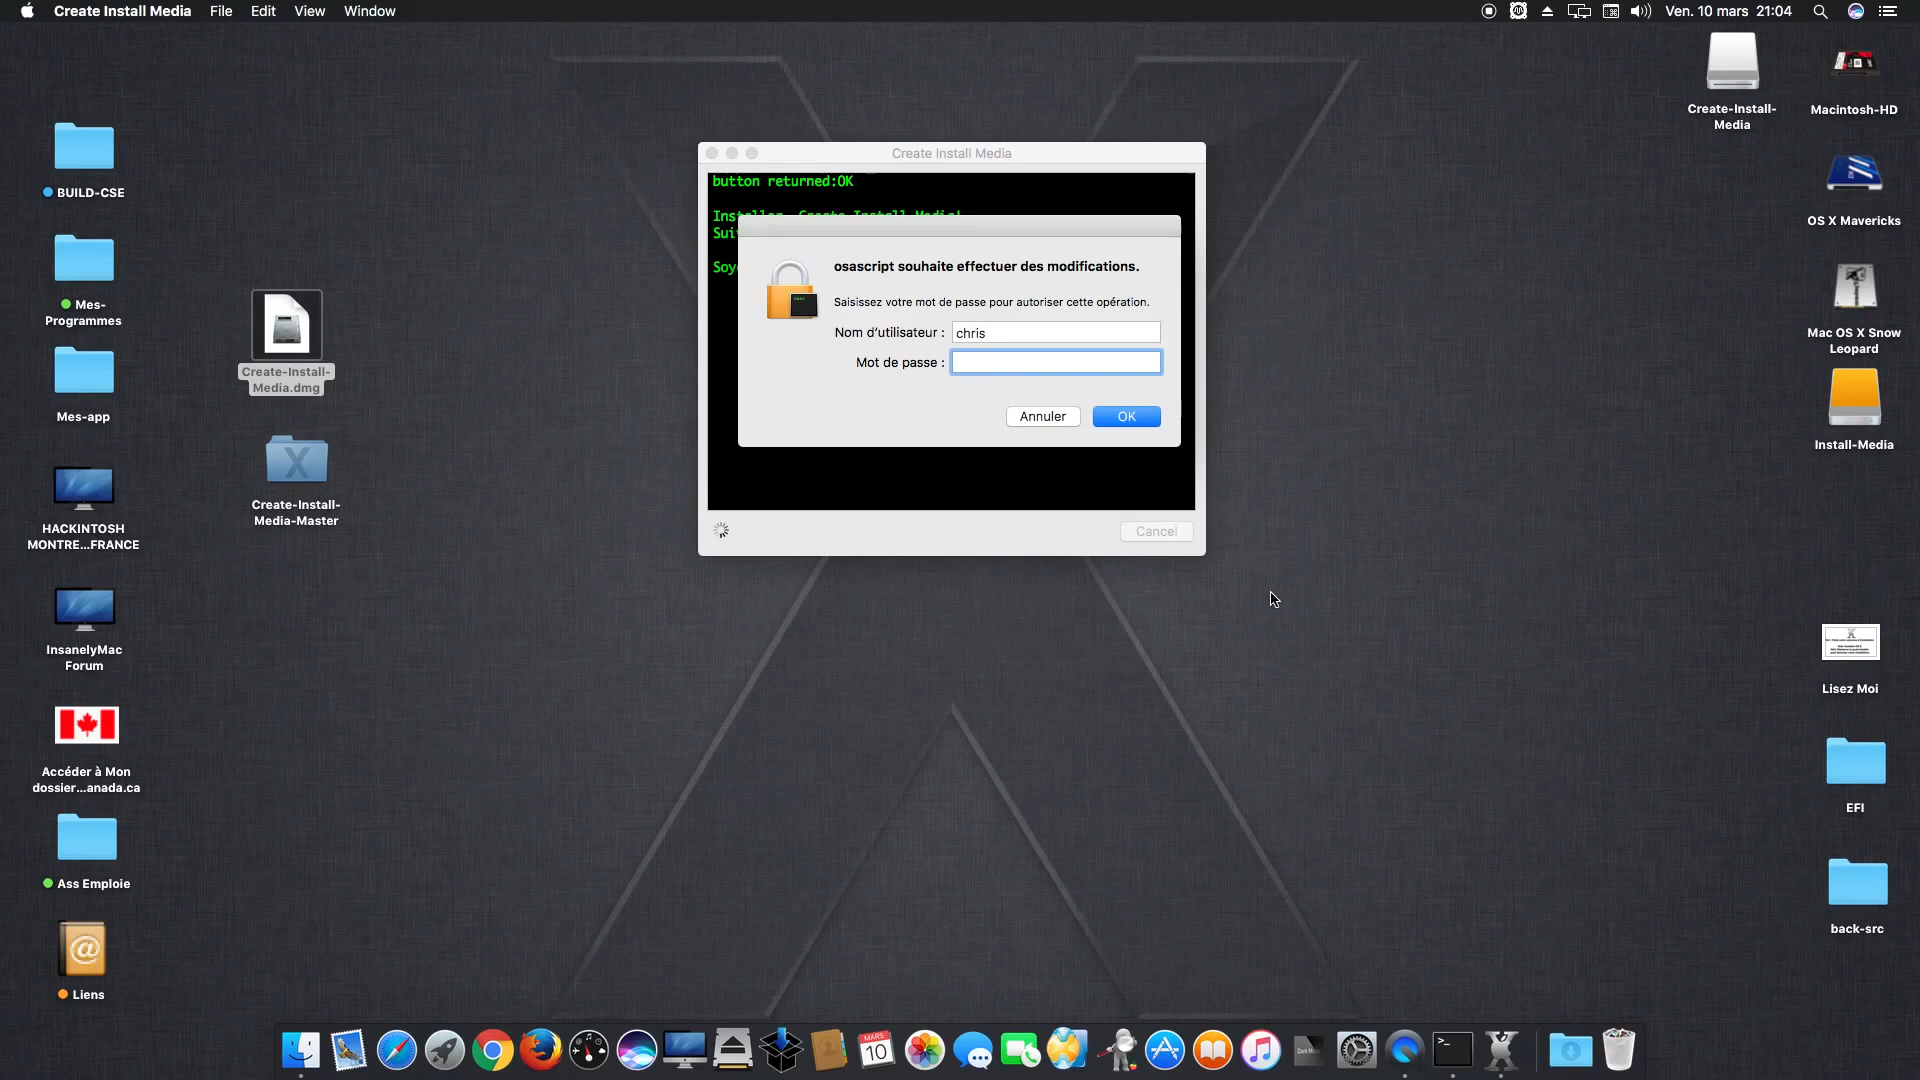 Create Install Media File Edit View Window
Ven. 10 mars 21:04
Create-Install-
Media
Macintosh-HD
OS X Mavericks
Mac OS X Snow
Leopard
Install-Media
Lisez Moi
EFI
back-src
BUILD-CSE
Mes-
Programmes
Mes-app
HACKINTOSH
MONTRE...FRANCE
InsanelyMac
Forum
Accéder à Mon
dossier...anada.ca
Ass Emploie
Liens
Create-Install-
Media.dmg
Create-Install-
Media-Master
Create Install Media
button returned:OK
Create Install Media!
osascript souhaite effectuer des modifications.
Saisissez votre mot de passe pour autoriser cette opération.
Nom d'utilisateur : chris
Mot de passe :
Annuler OK
Cancel
MARS
10